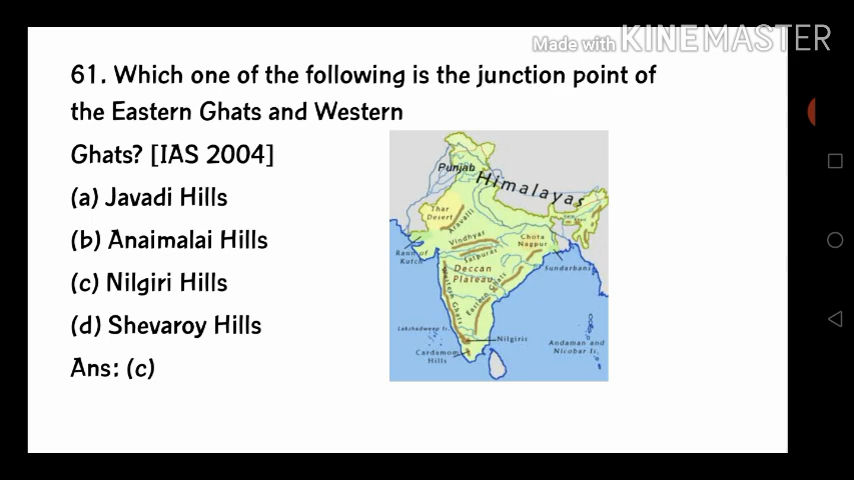 Made with KINEMASTER
61. Which one of the following is the junction point of
the Eastern Ghats and Western
Ghats? [IAS 2004]
(a) Javadi Hills
(b) Anaimalai Hills
(c) Nilgiri Hills
(d) Shevaroy Hills
Ans: (c)
Punjab
Himalayas
Thar
Desert
Aravalli
Vindhyas
Satpuras
Chota
Nagpur
Rann of
Kutch
Sundarbans
Deccan
Plateau
Western Ghats
Eastern Ghats
Lakshadweep Is.
Nilgiris
Andaman and
Nicobar Is.
Cardamom
Hills